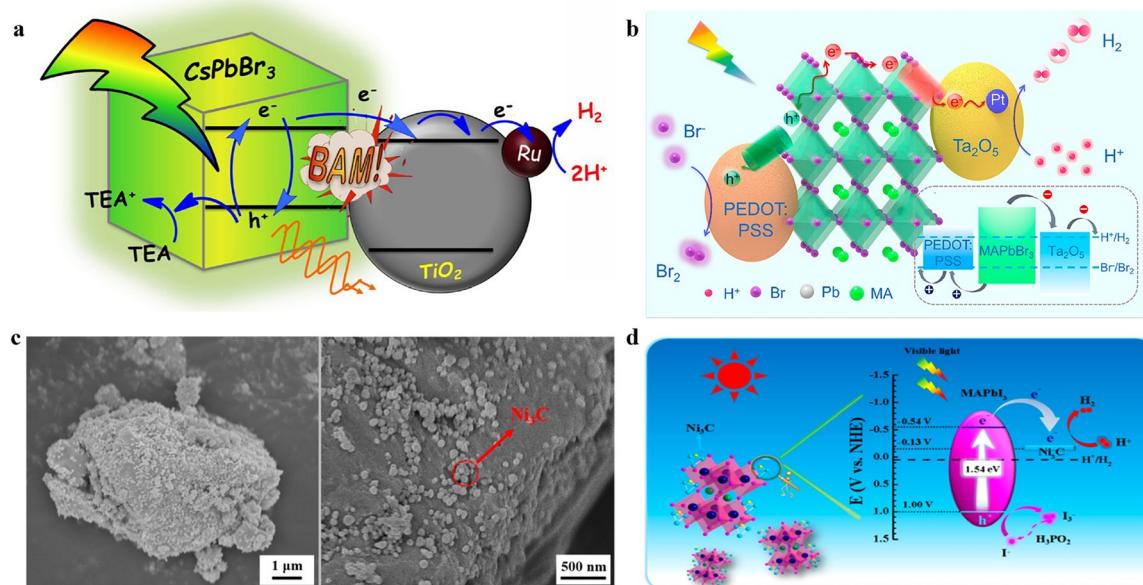 a
CsPbBr3
e-
e-
e-
H2
BAM!
Ru
2H+
TEA+
h+
TEA
TiO2
b
e-
e-
H2
h+
e-
Pt
Br-
Ta2O5
h+
H+
PEDOT:
PSS
Br2
PEDOT:
PSS
MAPbBr3
Ta2O5
H+/H2
Br-/Br2
H+ Br Pb MA
c
Ni3C
1 µm
500 nm
d
Visible light
MAPbI3
-1.5
-1.0
-0.5
0.0
0.5
1.0
1.5
E (V vs. NHE)
-0.54 V
-0.13 V
1.00 V
e-
e-
e-
H2
H+
Ni3C
H+/H2
1.54 eV
h+
I3-
I-
H3PO2
Ni3C